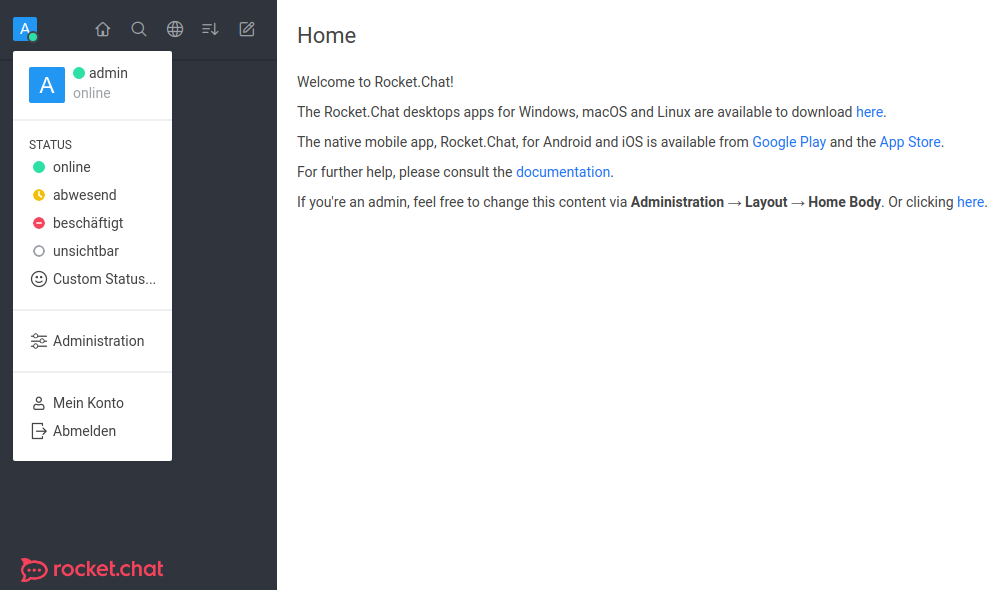 A
A
admin
online
STATUS
online
abwesend
beschäftigt
unsichtbar
Custom Status...
Administration
Mein Konto
Abmelden
rocket.chat
Home
Welcome to Rocket.Chat!
The Rocket.Chat desktops apps for Windows, macOS and Linux are available to download here.
The native mobile app, Rocket.Chat, for Android and iOS is available from Google Play and the App Store.
For further help, please consult the documentation.
If you're an admin, feel free to change this content via Administration → Layout → Home Body. Or clicking here.